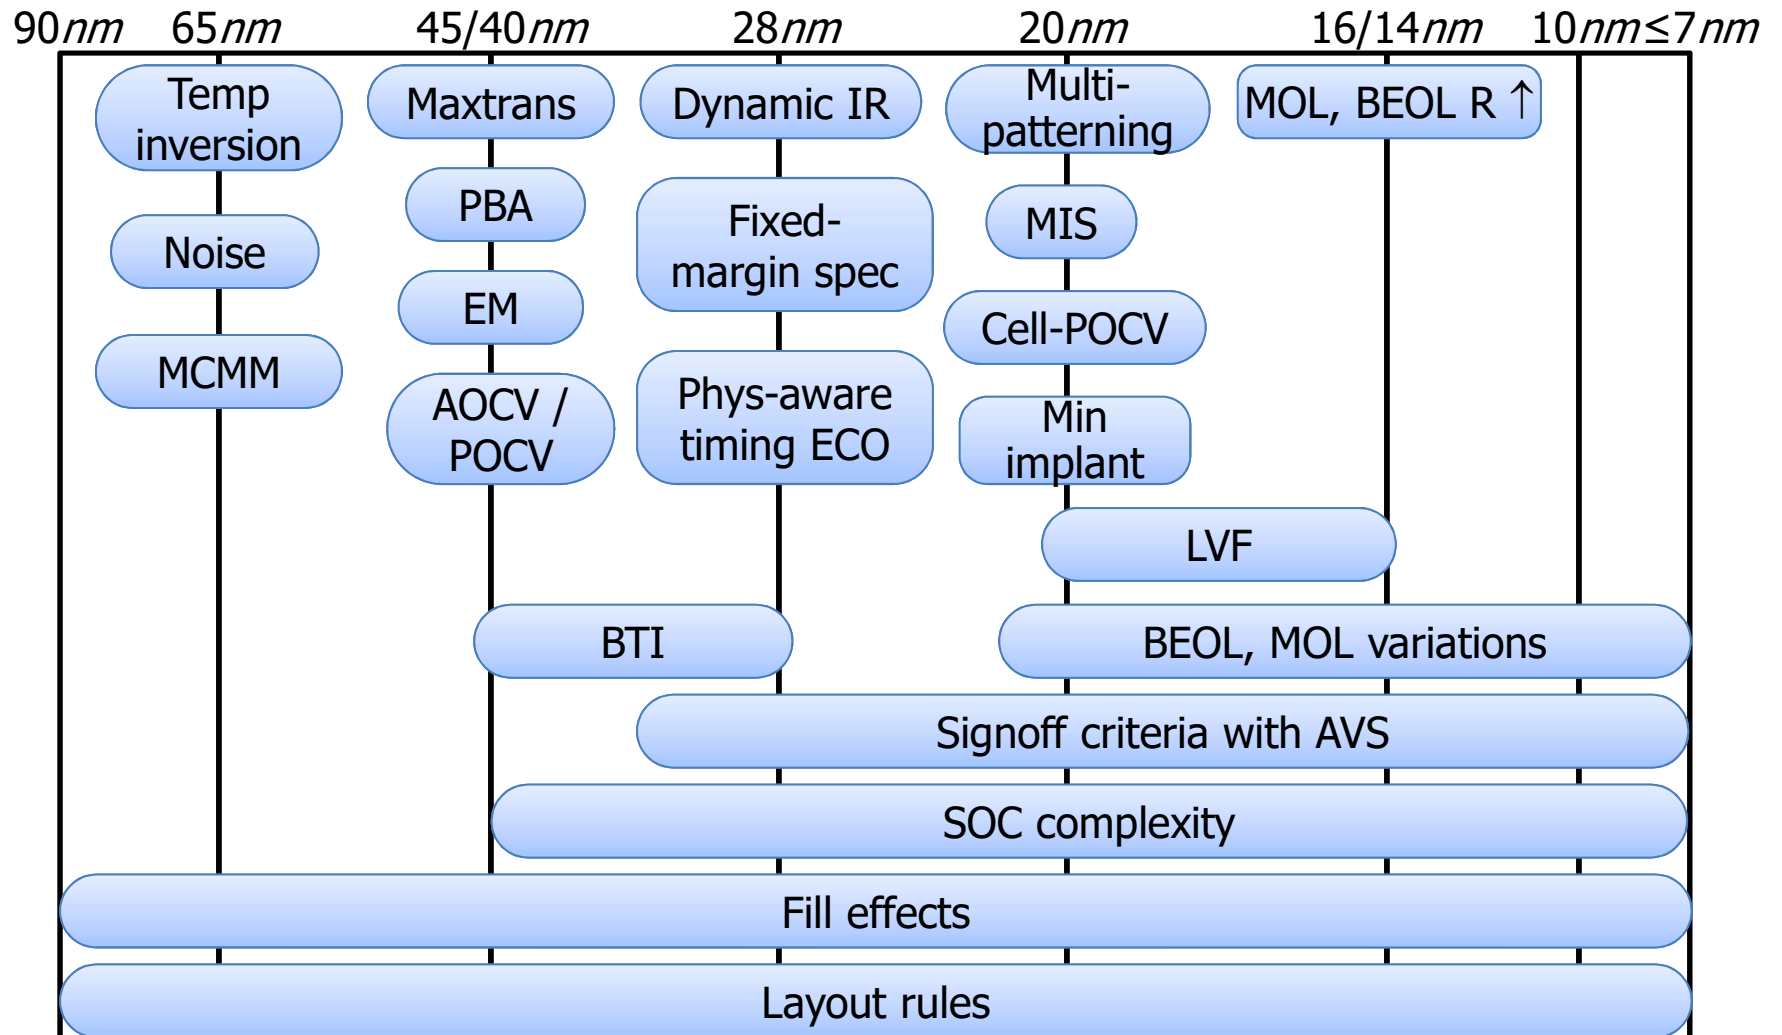 90nm 65nm 45/40nm 28nm 20nm 16/14nm 10nm ≤7nm
Temp
inversion
Maxtrans
Dynamic IR
Multi-
patterning
MOL, BEOL R ↑
Noise
PBA
Fixed-
margin spec
MIS
MCMM
EM
Phys-aware
timing ECO
Cell-POCV
AOCV /
POCV
Min
implant
LVF
BTI
BEOL, MOL variations
Signoff criteria with AVS
SOC complexity
Fill effects
Layout rules